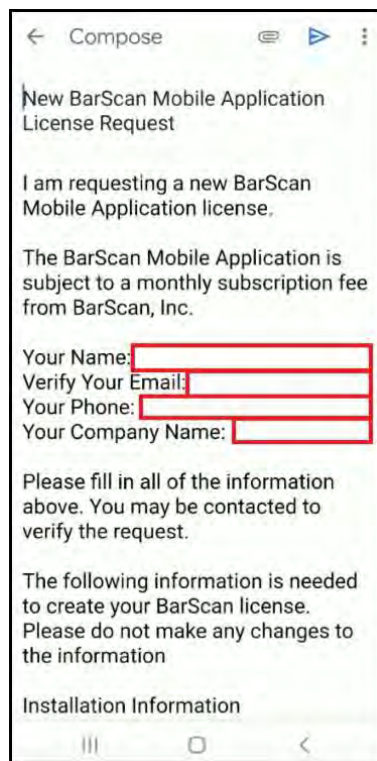 Compose
New BarScan Mobile Application
License Request
I am requesting a new BarScan
Mobile Application license.
The BarScan Mobile Application is
subject to a monthly subscription fee
from BarScan, Inc.
Your Name:
Verify Your Email:
Your Phone:
Your Company Name:
Please fill in all of the information
above. You may be contacted to
verify the request.
The following information is needed
to create your BarScan license.
Please do not make any changes to
the information
Installation Information